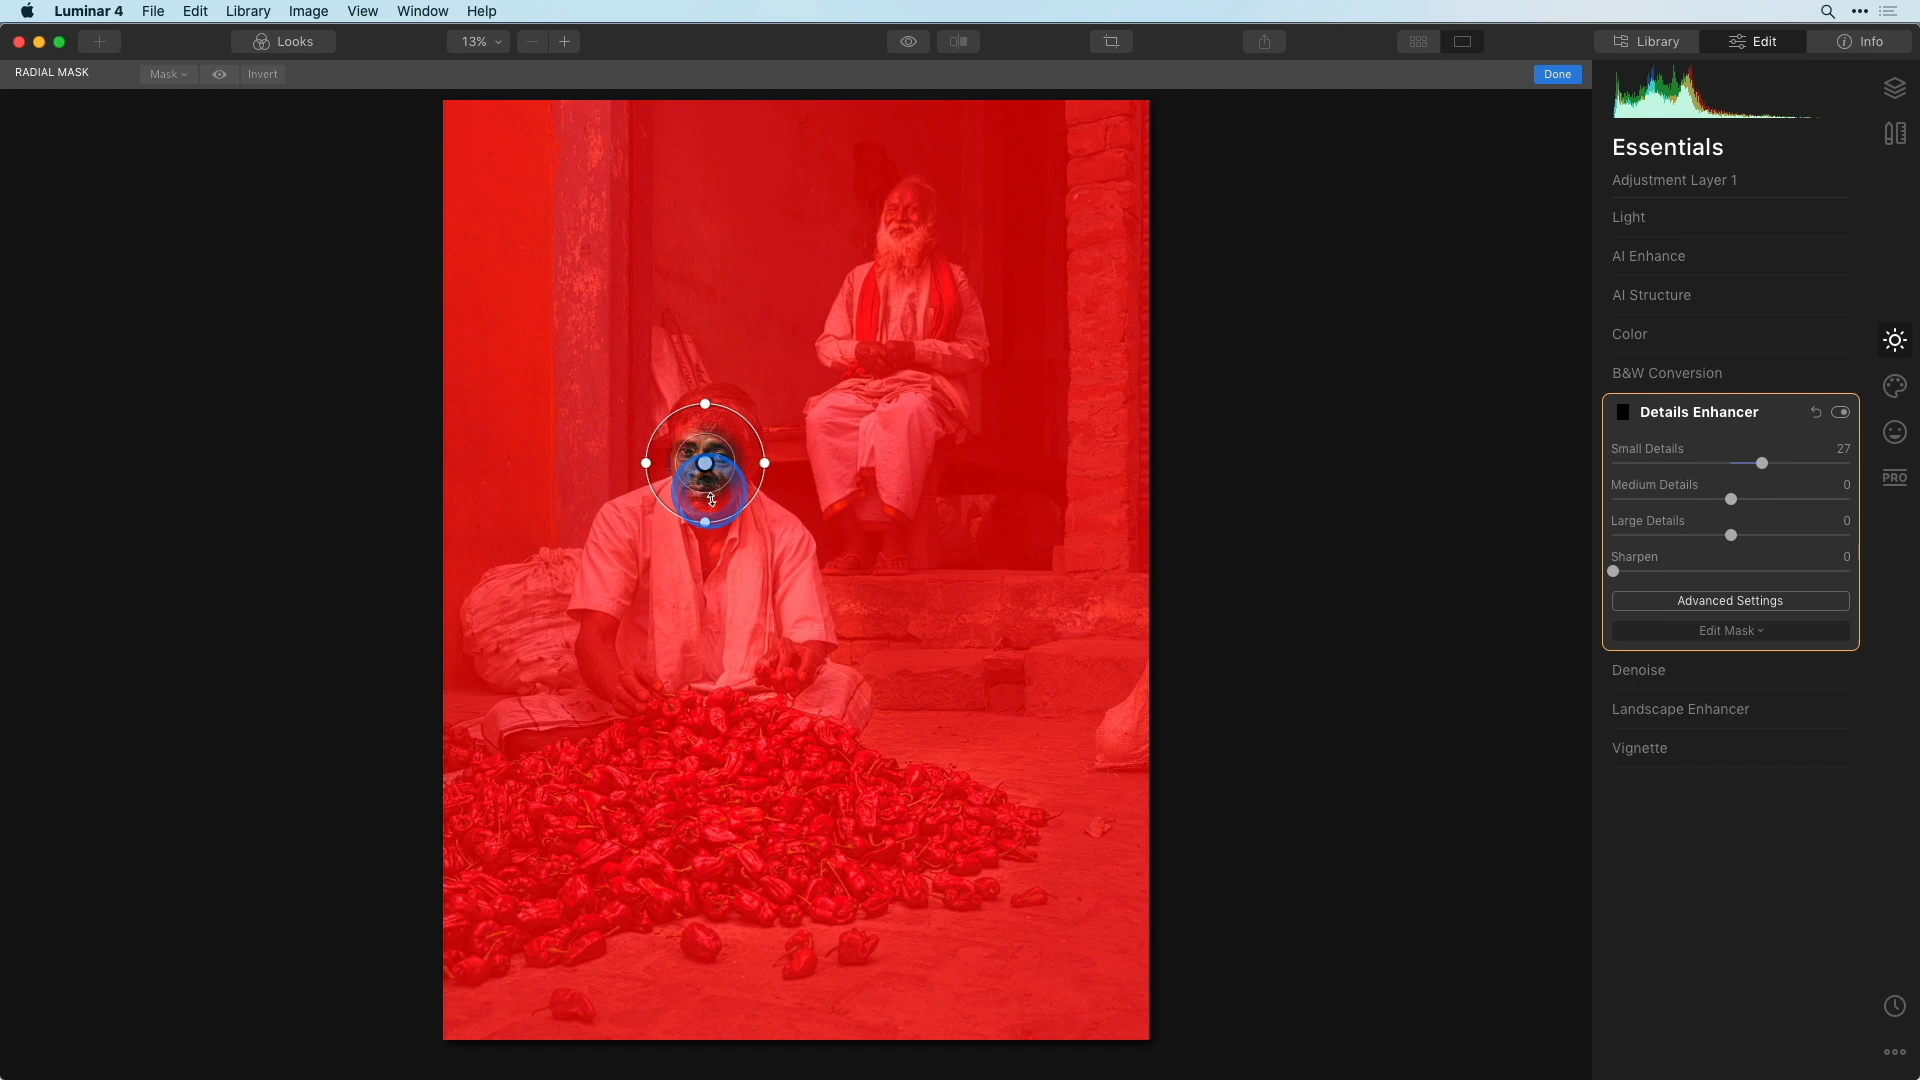 Luminar 4 File Edit Library Image View Window Help
Looks 13% Library Edit Info
RADIAL MASK Mask Invert Done
Essentials
Adjustment Layer 1
Light
AI Enhance
AI Structure
Color
B&W Conversion
Details Enhancer
Small Details 27
Medium Details 0
Large Details 0
Sharpen 0
Advanced Settings
Edit Mask
Denoise
Landscape Enhancer
Vignette
PRO